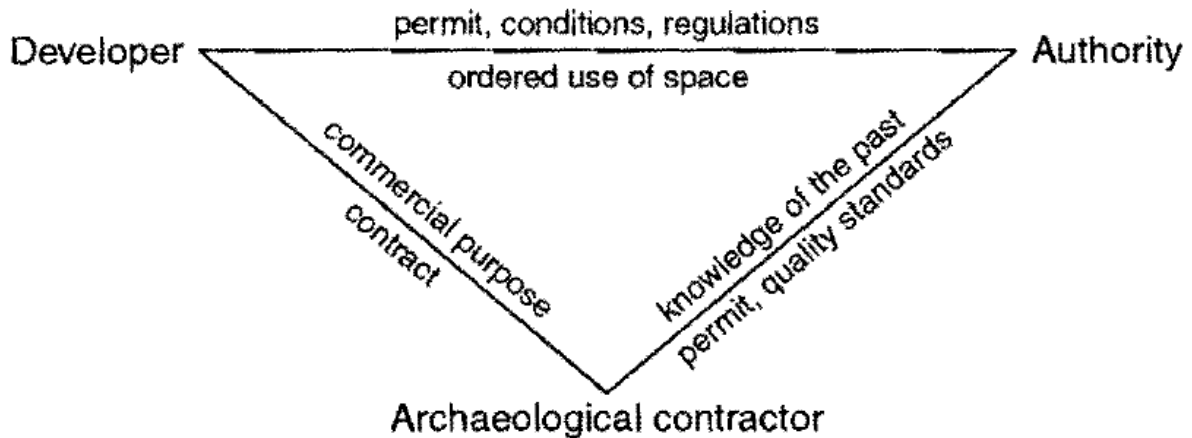 permit, conditions, regulations
Developer
Authority
ordered use of space
commercial purpose
contract
knowledge of the past
permit, quality standards
Archaeological contractor